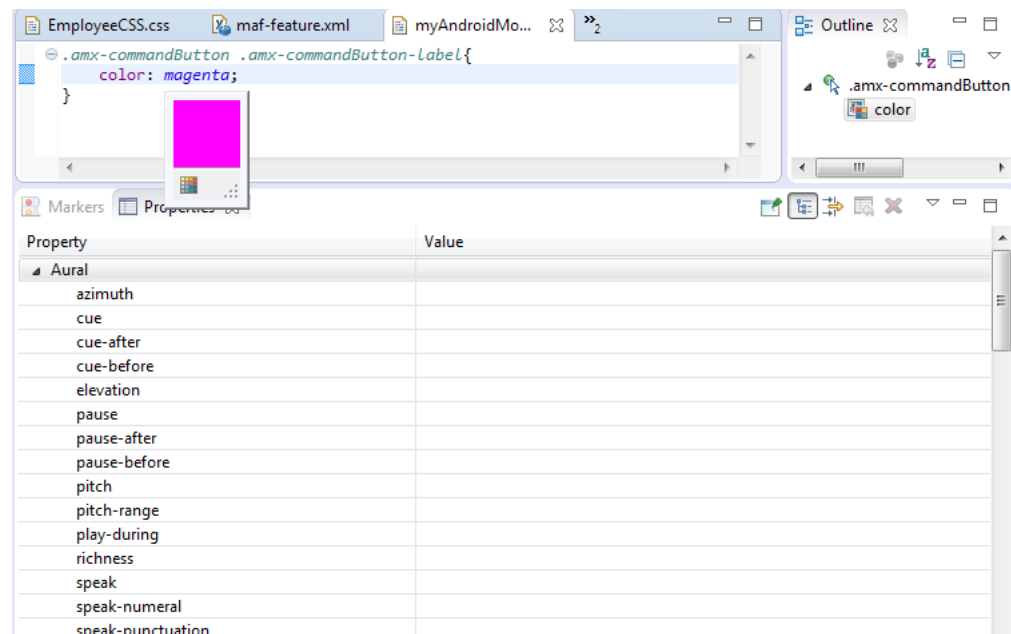 EmployeeCSS.css maf-feature.xml myAndroidMo... »2 Outline
.amx-commandButton .amx-commandButton-label{
color: magenta;
}
.amx-commandButton
color
Markers
Property Value
Aural
azimuth
cue
cue-after
cue-before
elevation
pause
pause-after
pause-before
pitch
pitch-range
play-during
richness
speak
speak-numeral
speak-punctuation